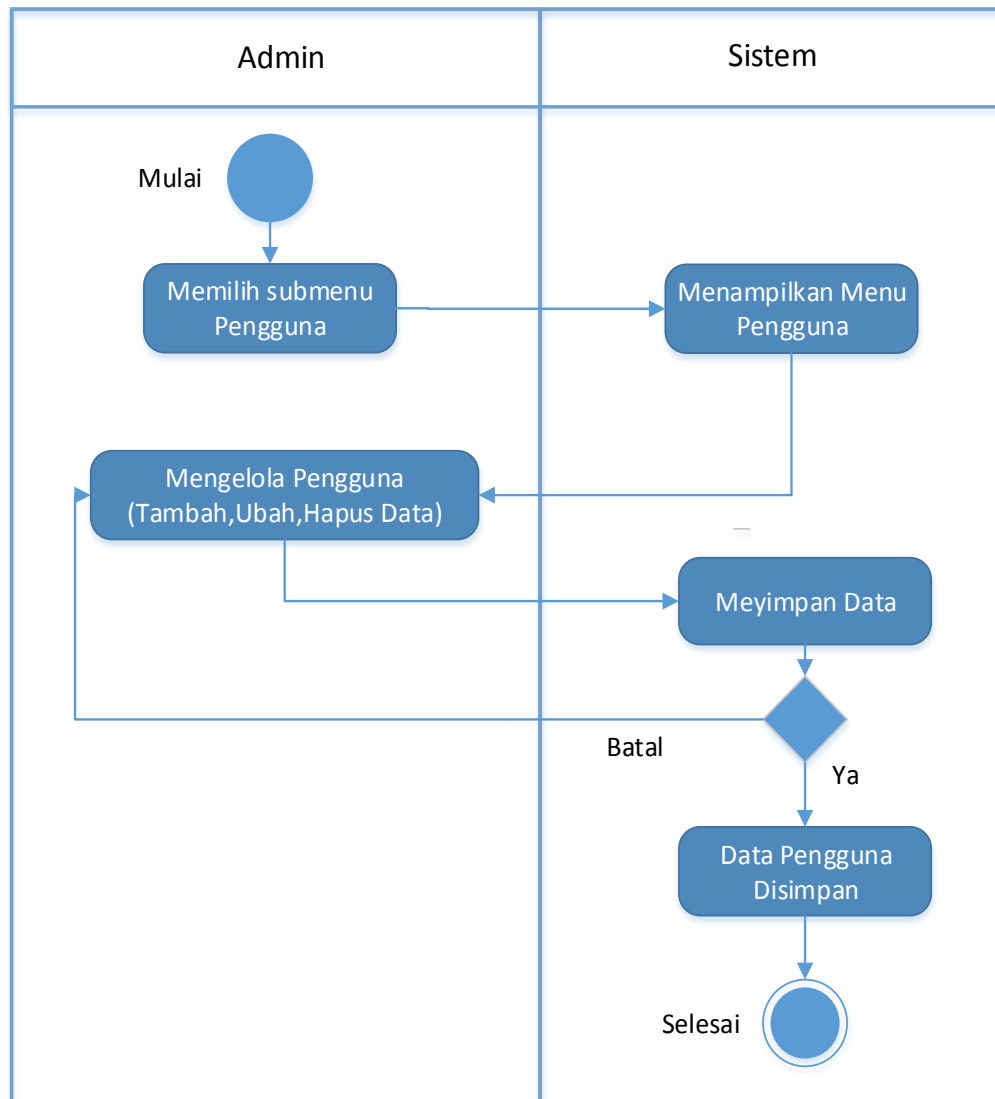 Admin
Sistem
Mulai
Memilih submenu
Pengguna
Menampilkan Menu
Pengguna
Mengelola Pengguna
(Tambah,Ubah,Hapus Data)
Meyimpan Data
Batal
Ya
Data Pengguna
Disimpan
Selesai